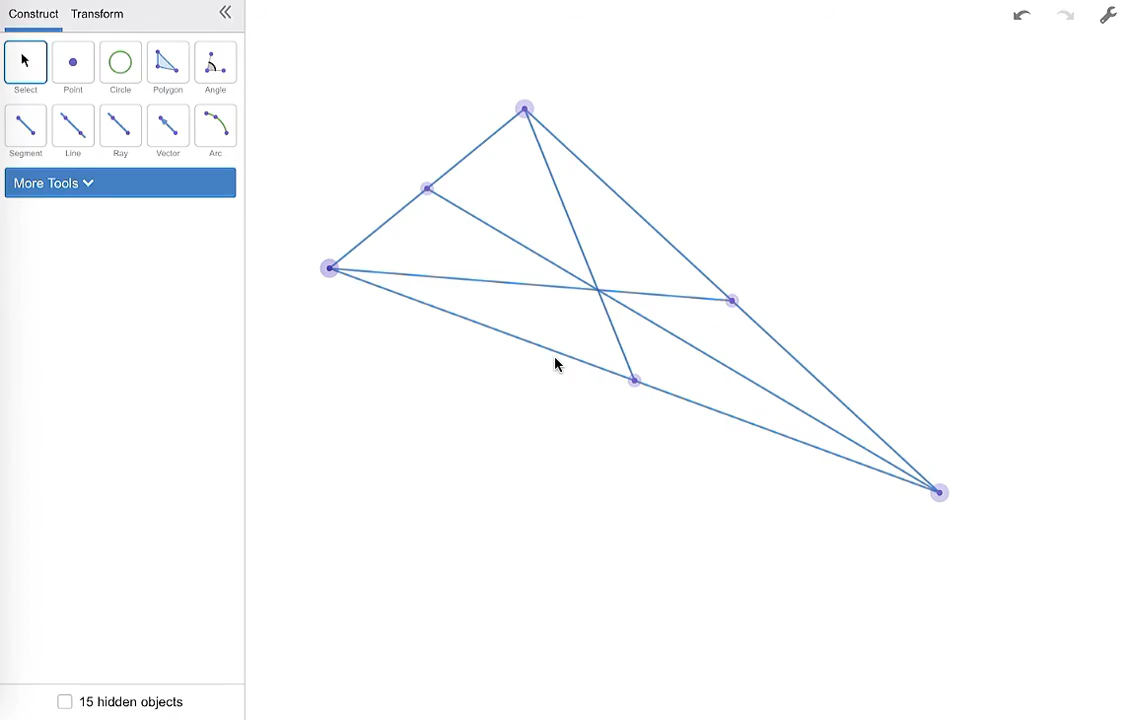 Construct Transform
Select Point Circle Polygon Angle
Segment Line Ray Vector Arc
More Tools
15 hidden objects